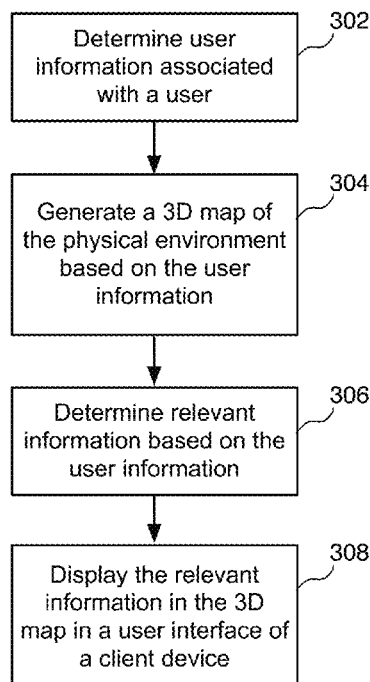 Determine user
information associated
with a user
302
Generate a 3D map of
the physical environment
based on the user
information
304
Determine relevant
information based on the
user information
306
Display the relevant
information in the 3D
map in a user interface of
a client device
308